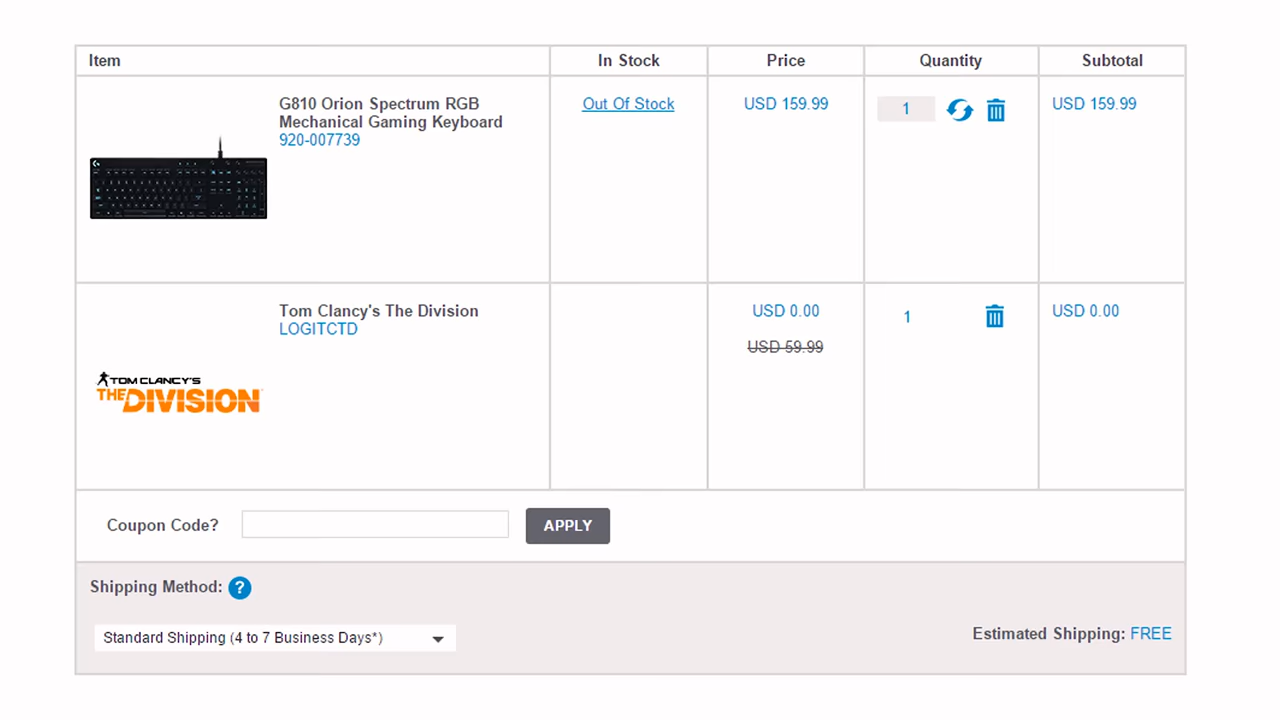 Item In Stock Price Quantity Subtotal
G810 Orion Spectrum RGB
Mechanical Gaming Keyboard
920-007739
Out Of Stock
USD 159.99
1
USD 159.99
Tom Clancy's The Division
LOGITCTD
USD 0.00
USD 59.99
1
USD 0.00
TOM CLANCY'S
THE DIVISION
Coupon Code? APPLY
Shipping Method: ?
Standard Shipping (4 to 7 Business Days*)
Estimated Shipping: FREE